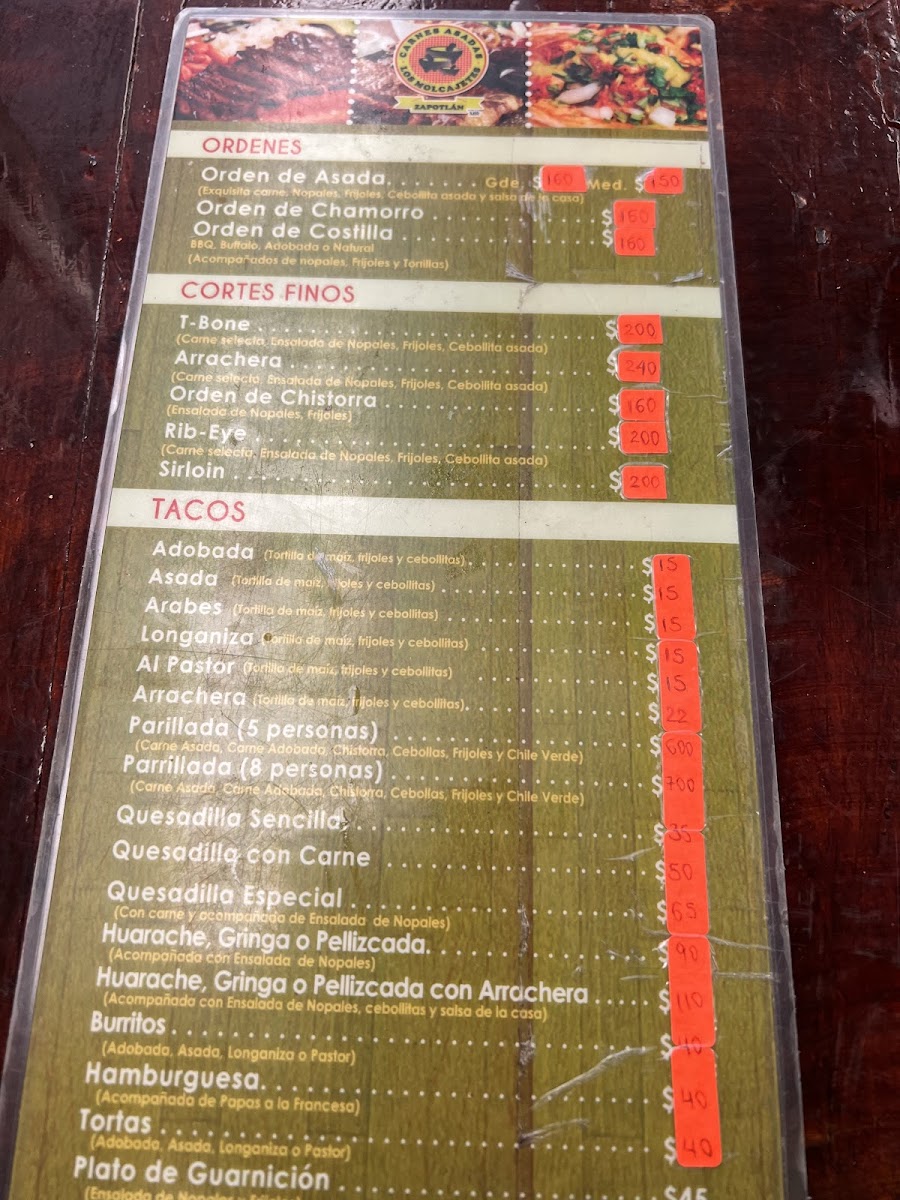 CARNES ASADAS
LOS MOLCAJETES
ZAPOTLÁN
ORDENES
Orden de Asada. . . . . . . . Gde. $160 Med. $150
(Exquisita carne, Nopales, Frijoles, Cebollita asada y salsa de la casa)
Orden de Chamorro . . . . . . . . . . . . $160
Orden de Costilla . . . . . . . . . . . . $160
BBQ, Buffalo, Adobada o Natural
(Acompañados de nopales, Frijoles y Tortillas)
CORTES FINOS
T-Bone . . . . . . . . . . . . $200
(Carne selecta, Ensalada de Nopales, Frijoles, Cebollita asada)
Arrachera . . . . . . . . . . . . $240
(Carne selecta, Ensalada de Nopales, Frijoles, Cebollita asada)
Orden de Chistorra . . . . . . . . . . . . $160
(Ensalada de Nopales, Frijoles)
Rib-Eye . . . . . . . . . . . . $200
(Carne selecta, Ensalada de Nopales, Frijoles, Cebollita asada)
Sirloin . . . . . . . . . . . . $200
TACOS
Adobada (Tortilla de maíz, frijoles y cebollitas) . . . . . . $15
Asada (Tortilla de maíz, frijoles y cebollitas) . . . . . . $15
Arabes (Tortilla de maíz, frijoles y cebollitas) . . . . . . $15
Longaniza (Tortilla de maíz, frijoles y cebollitas) . . . . . . $15
Al Pastor (Tortilla de maíz, frijoles y cebollitas) . . . . . . $15
Arrachera (Tortilla de maíz, frijoles y cebollitas). . . . . . $22
Parillada (5 personas) . . . . . . . . . . . . $600
(Carne Asada, Carne Adobada, Chistorra, Cebollas, Frijoles y Chile Verde)
Parrillada (8 personas) . . . . . . . . . . . . $700
(Carne Asada, Carne Adobada, Chistorra, Cebollas, Frijoles y Chile Verde)
Quesadilla Sencilla . . . . . . . . . . . . $35
Quesadilla con Carne . . . . . . . . . . . . $50
Quesadilla Especial . . . . . . . . . . . . $65
(Con carne y acompañada de Ensalada de Nopales)
Huarache, Gringa o Pellizcada. . . . . . . . . . . . $90
(Acompañada con Ensalada de Nopales)
Huarache, Gringa o Pellizcada con Arrachera . . . . . $110
(Acompañada con Ensalada de Nopales, cebollitas y salsa de la casa)
Burritos . . . . . . . . . . . . $40
(Adobada, Asada, Longaniza o Pastor)
Hamburguesa. . . . . . . . . . . . $40
(Acompañada de Papas a la Francesa)
Tortas . . . . . . . . . . . . $40
(Adobada, Asada, Longaniza o Pastor)
Plato de Guarnición . . . . . . . . . . . . $45
(Ensalada de Nopales y Frijoles)